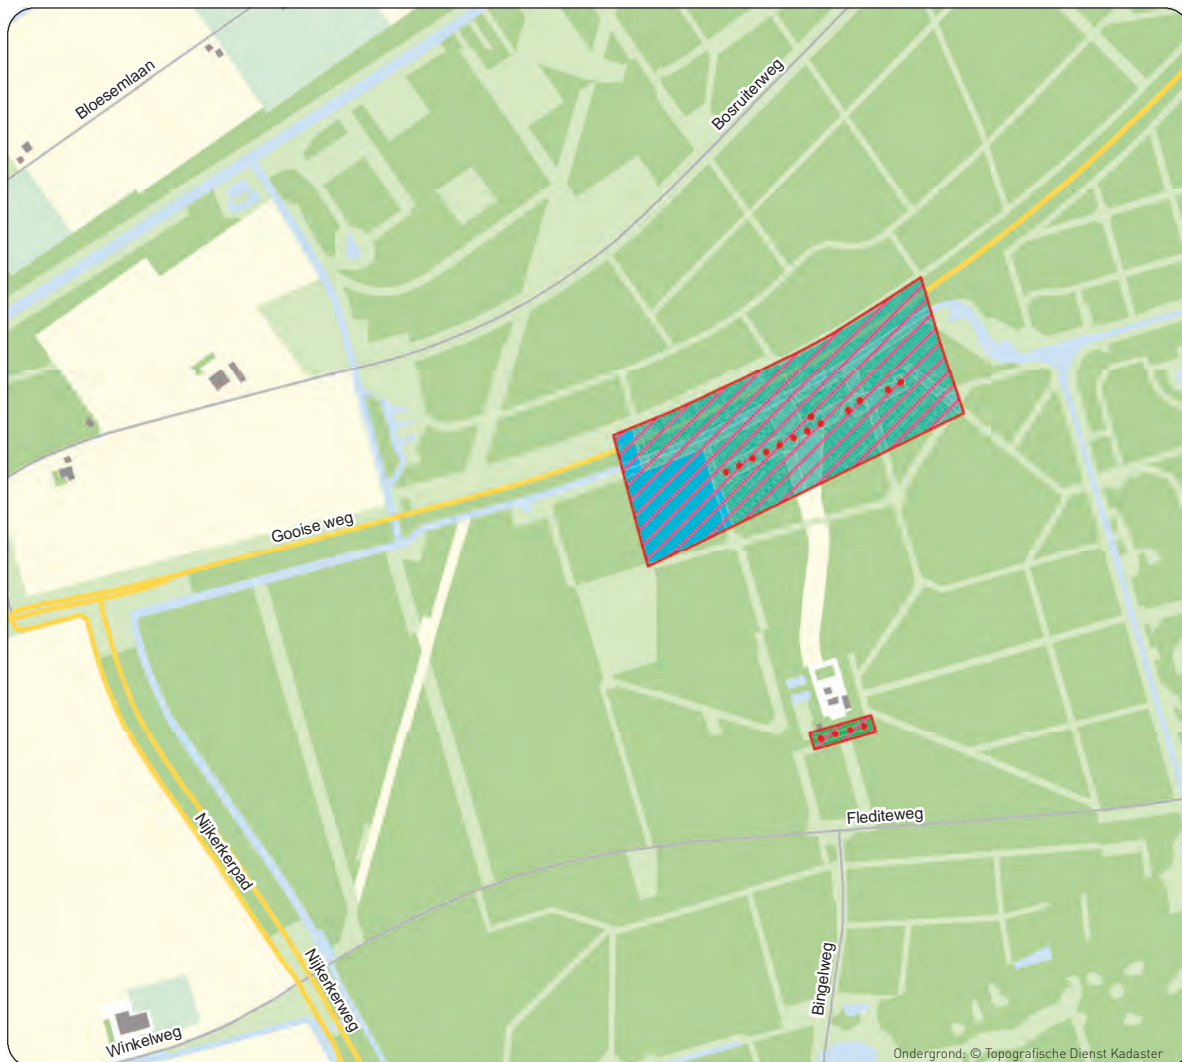 Bloesemlaan
Bosruiterweg
Gooise weg
Flediteweg
Nijkerkerpad
Nijkerkerweg
Bingelweg
Winkelweg
Ondergrond: © Topografische Dienst Kadaster